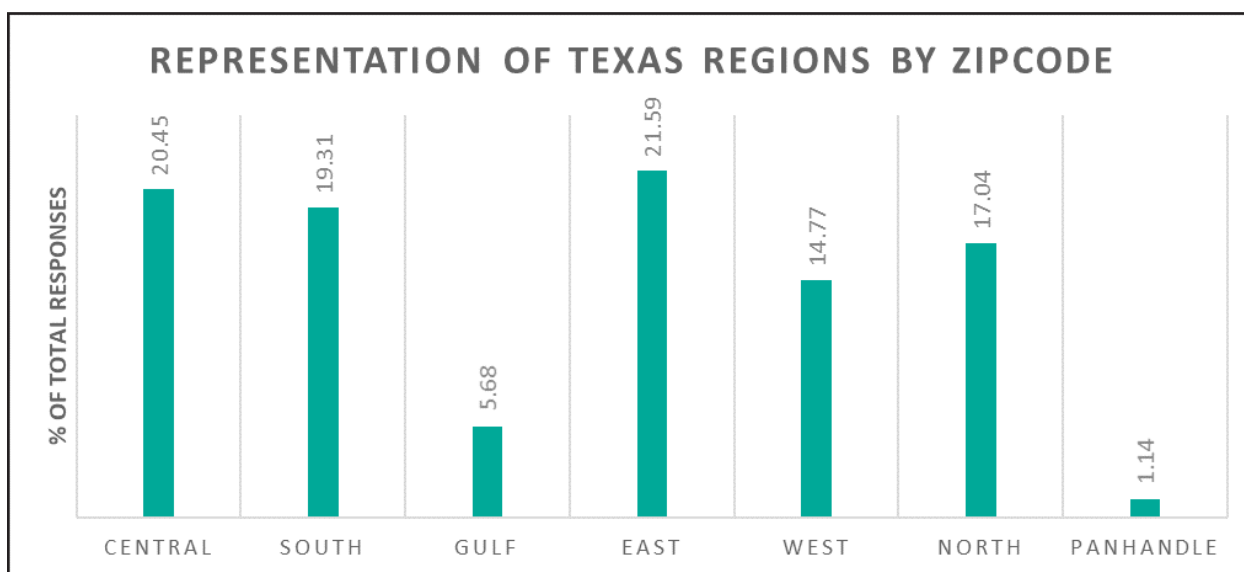 REPRESENTATION OF TEXAS REGIONS BY ZIPCODE
% OF TOTAL RESPONSES
20.45
19.31
5.68
21.59
14.77
17.04
1.14
CENTRAL SOUTH GULF EAST WEST NORTH PANHANDLE